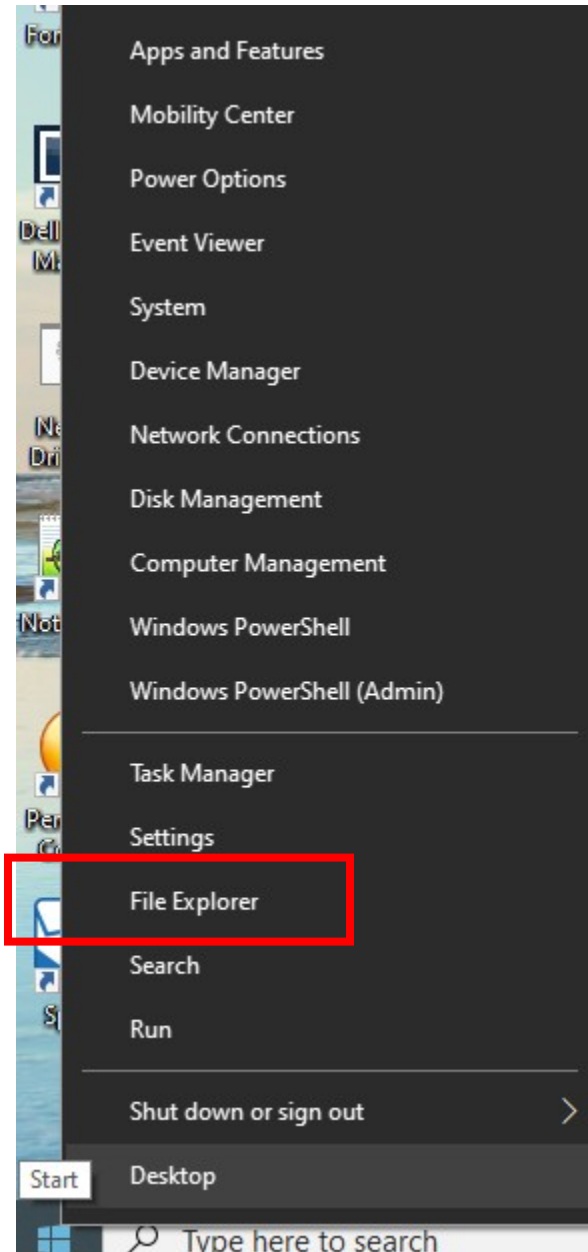 Apps and Features
Mobility Center
Power Options
Event Viewer
System
Device Manager
Network Connections
Disk Management
Computer Management
Windows PowerShell
Windows PowerShell (Admin)
Task Manager
Settings
File Explorer
Search
Run
Shut down or sign out
Desktop
Start
Type here to search
Dell